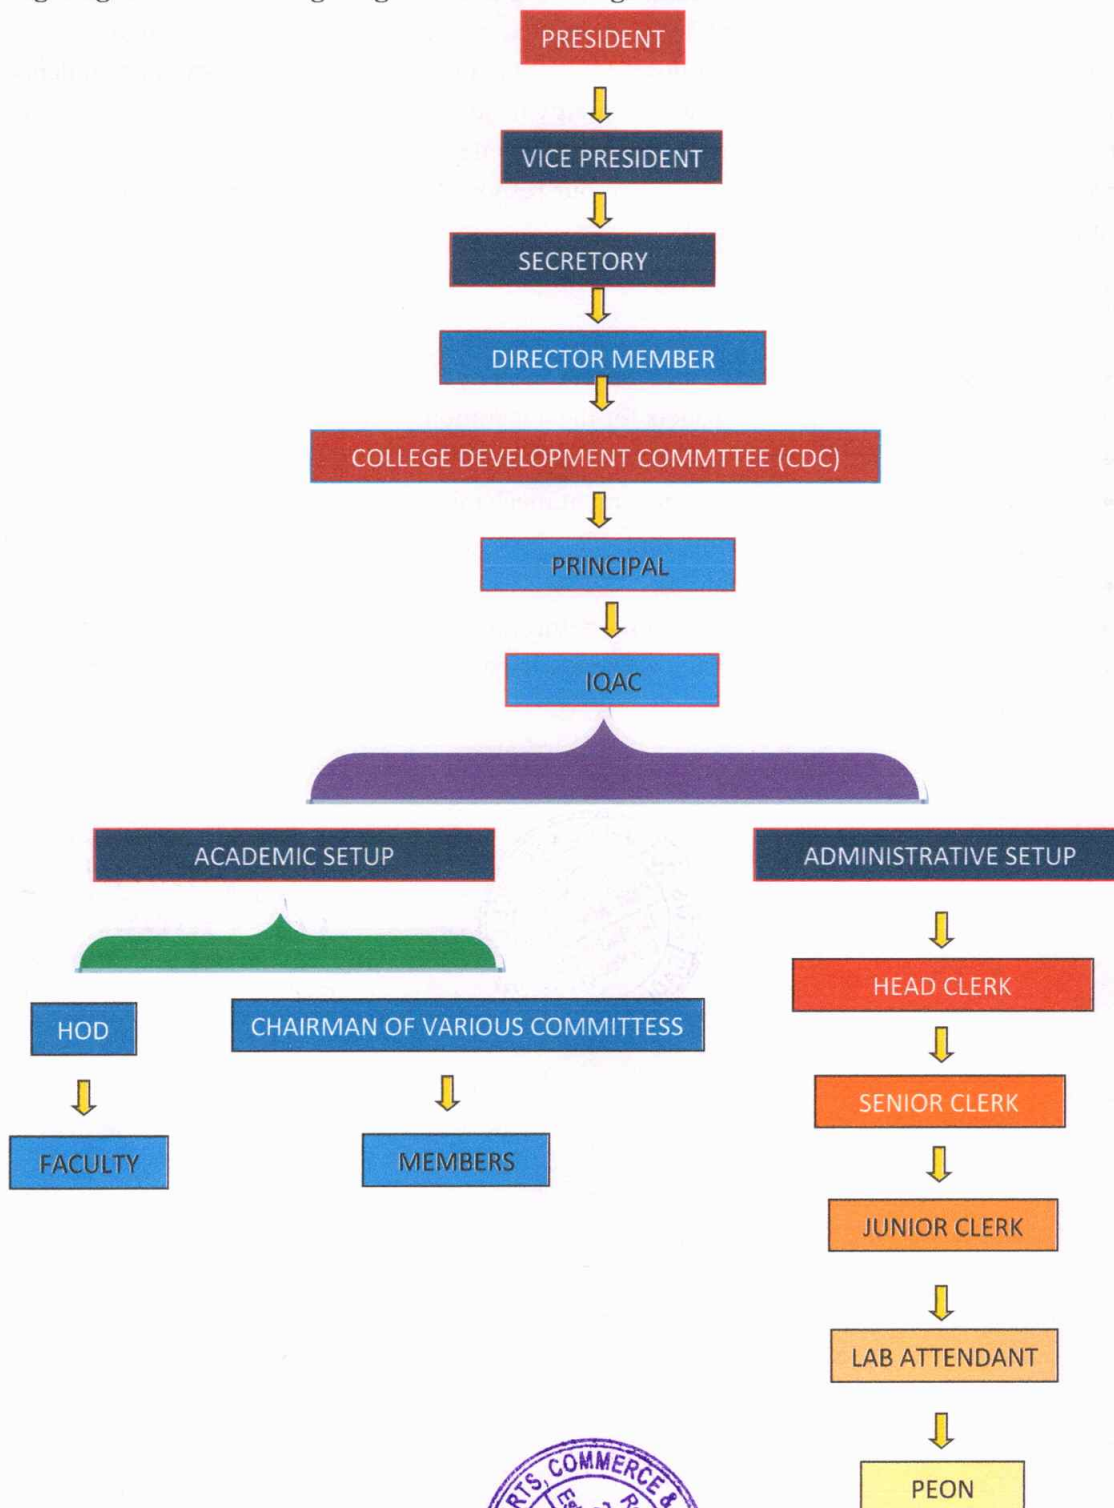 PRESIDENT
VICE PRESIDENT
SECRETORY
DIRECTOR MEMBER
COLLEGE DEVELOPMENT COMMTTEE (CDC)
PRINCIPAL
IQAC
ACADEMIC SETUP
ADMINISTRATIVE SETUP
HOD
CHAIRMAN OF VARIOUS COMMITTESS
HEAD CLERK
FACULTY
MEMBERS
SENIOR CLERK
JUNIOR CLERK
LAB ATTENDANT
PEON
COMMERCE &